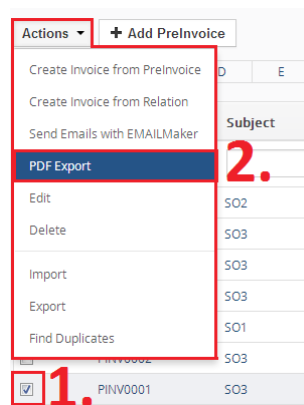 Actions + Add PreInvoice
Create Invoice from PreInvoice D E
Create Invoice from Relation
Send Emails with EMAILMaker Subject
PDF Export 2.
Edit SO2
Delete SO3
SO3
Import SO3
Export SO1
Find Duplicates
PINV0002 SO3
1. PINV0001 SO3